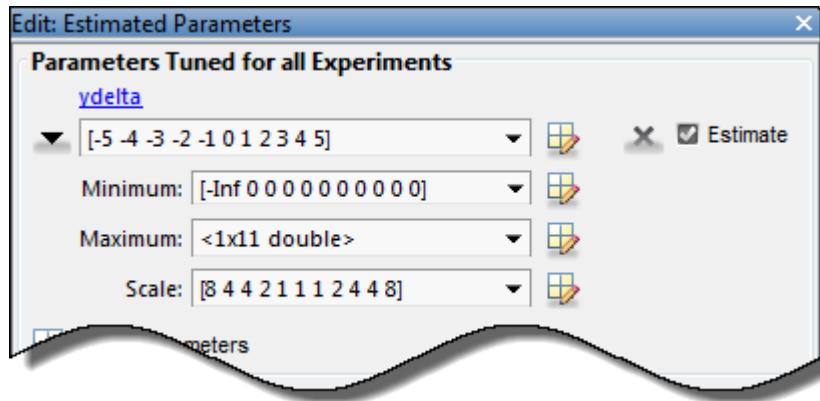 Edit: Estimated Parameters
Parameters Tuned for all Experiments
ydelta
[-5 -4 -3 -2 -1 0 1 2 3 4 5] Estimate
Minimum: [-Inf 0 0 0 0 0 0 0 0 0 0]
Maximum: <1x11 double>
Scale: [8 4 4 2 1 1 1 2 4 4 8]